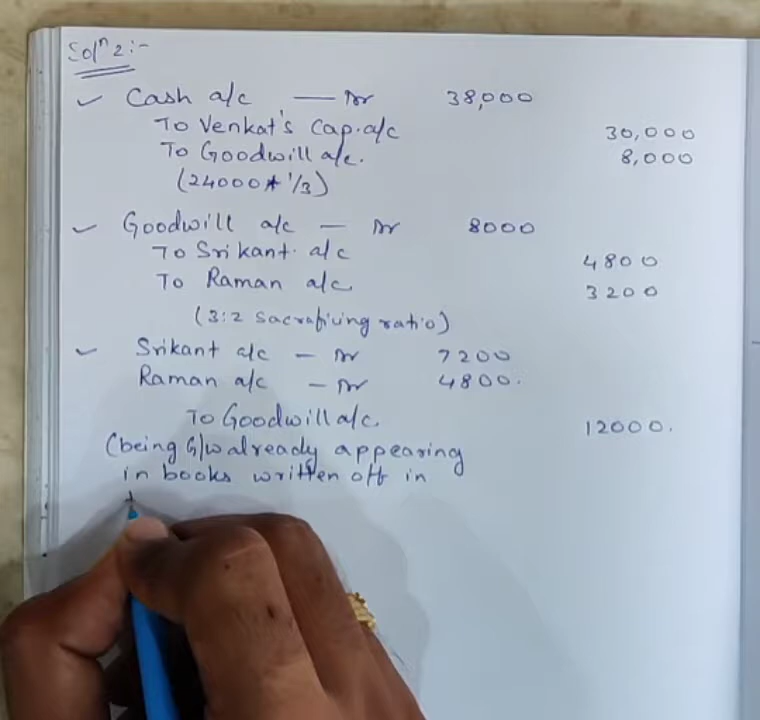 Solⁿ 2:-
✓ Cash a/c — Dr 38,000
To Venkat's Cap. a/c 30,000
To Goodwill a/c. 8,000
(24000 * 1/3)
✓ Goodwill a/c — Dr 8000
To Srikant. a/c 4800
To Raman a/c 3200
(3:2 sacrafiving ratio)
✓ Srikant a/c — Dr 7200
Raman a/c — Dr 4800.
To Goodwill a/c. 12000.
(being G/w already appearing
in books written off in